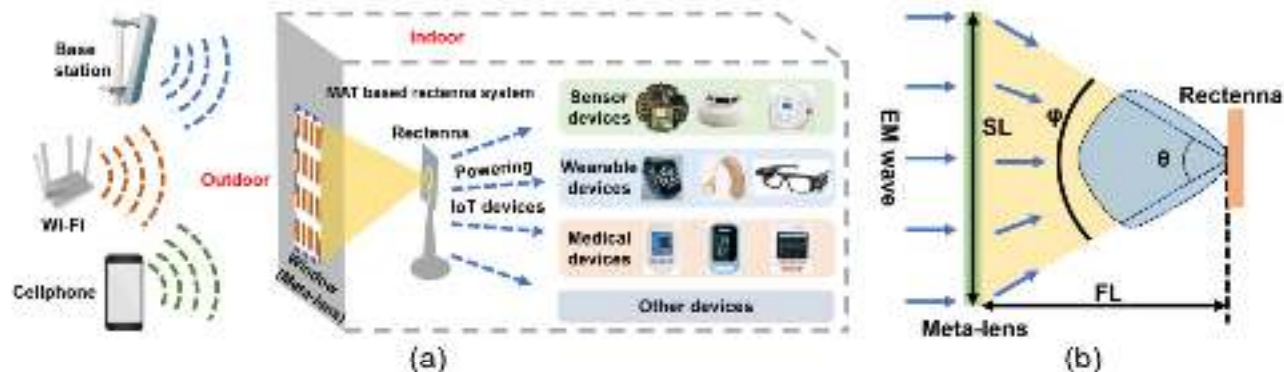 Indoor
Base
station
MAT based rectenna system
Rectenna
Sensor
devices
Outdoor
Powering
Wearable
devices
IoT devices
Wi-Fi
Medical
devices
Cellphone
Window
(Meta-lens)
Other devices
(a)
EM wave
SL
φ
θ
Rectenna
FL
Meta-lens
(b)